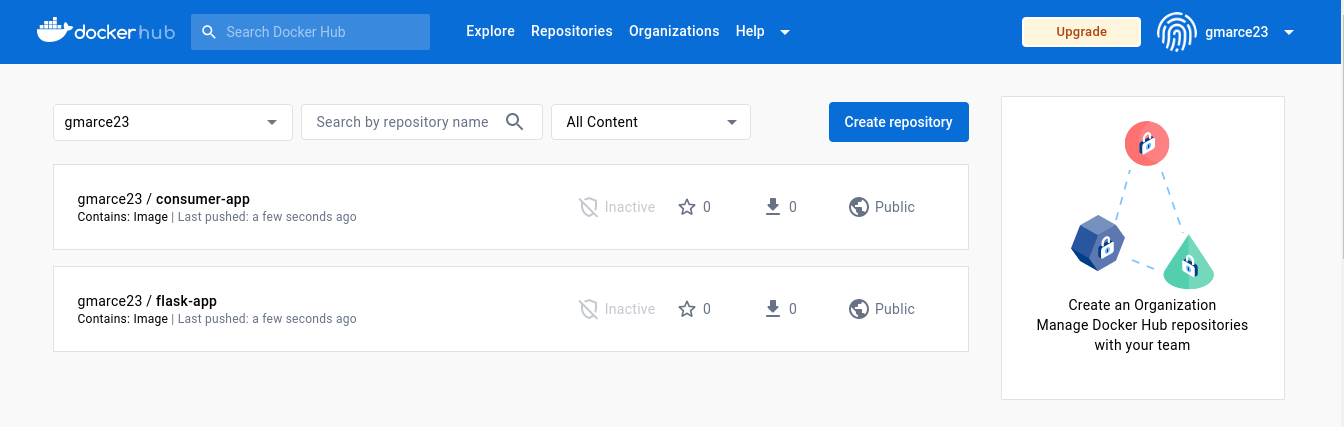 dockerhub Search Docker Hub Explore Repositories Organizations Help Upgrade gmarce23
gmarce23 Search by repository name All Content Create repository
gmarce23 / consumer-app
Contains: Image | Last pushed: a few seconds ago
Inactive 0 0 Public
gmarce23 / flask-app
Contains: Image | Last pushed: a few seconds ago
Inactive 0 0 Public
Create an Organization
Manage Docker Hub repositories
with your team